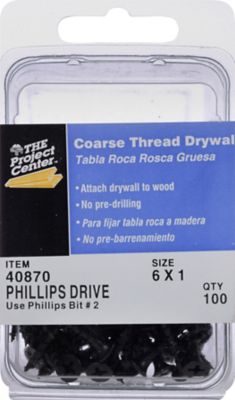 THE
Project
Center
Coarse Thread Drywal
Tabla Roca Rosca Gruesa
• Attach drywall to wood
• No pre-drilling
• Para fijar tabla roca a madera
• No pre-barrenamiento
ITEM
40870
SIZE
6 X 1
PHILLIPS DRIVE
QTY
100
Use Phillips Bit # 2